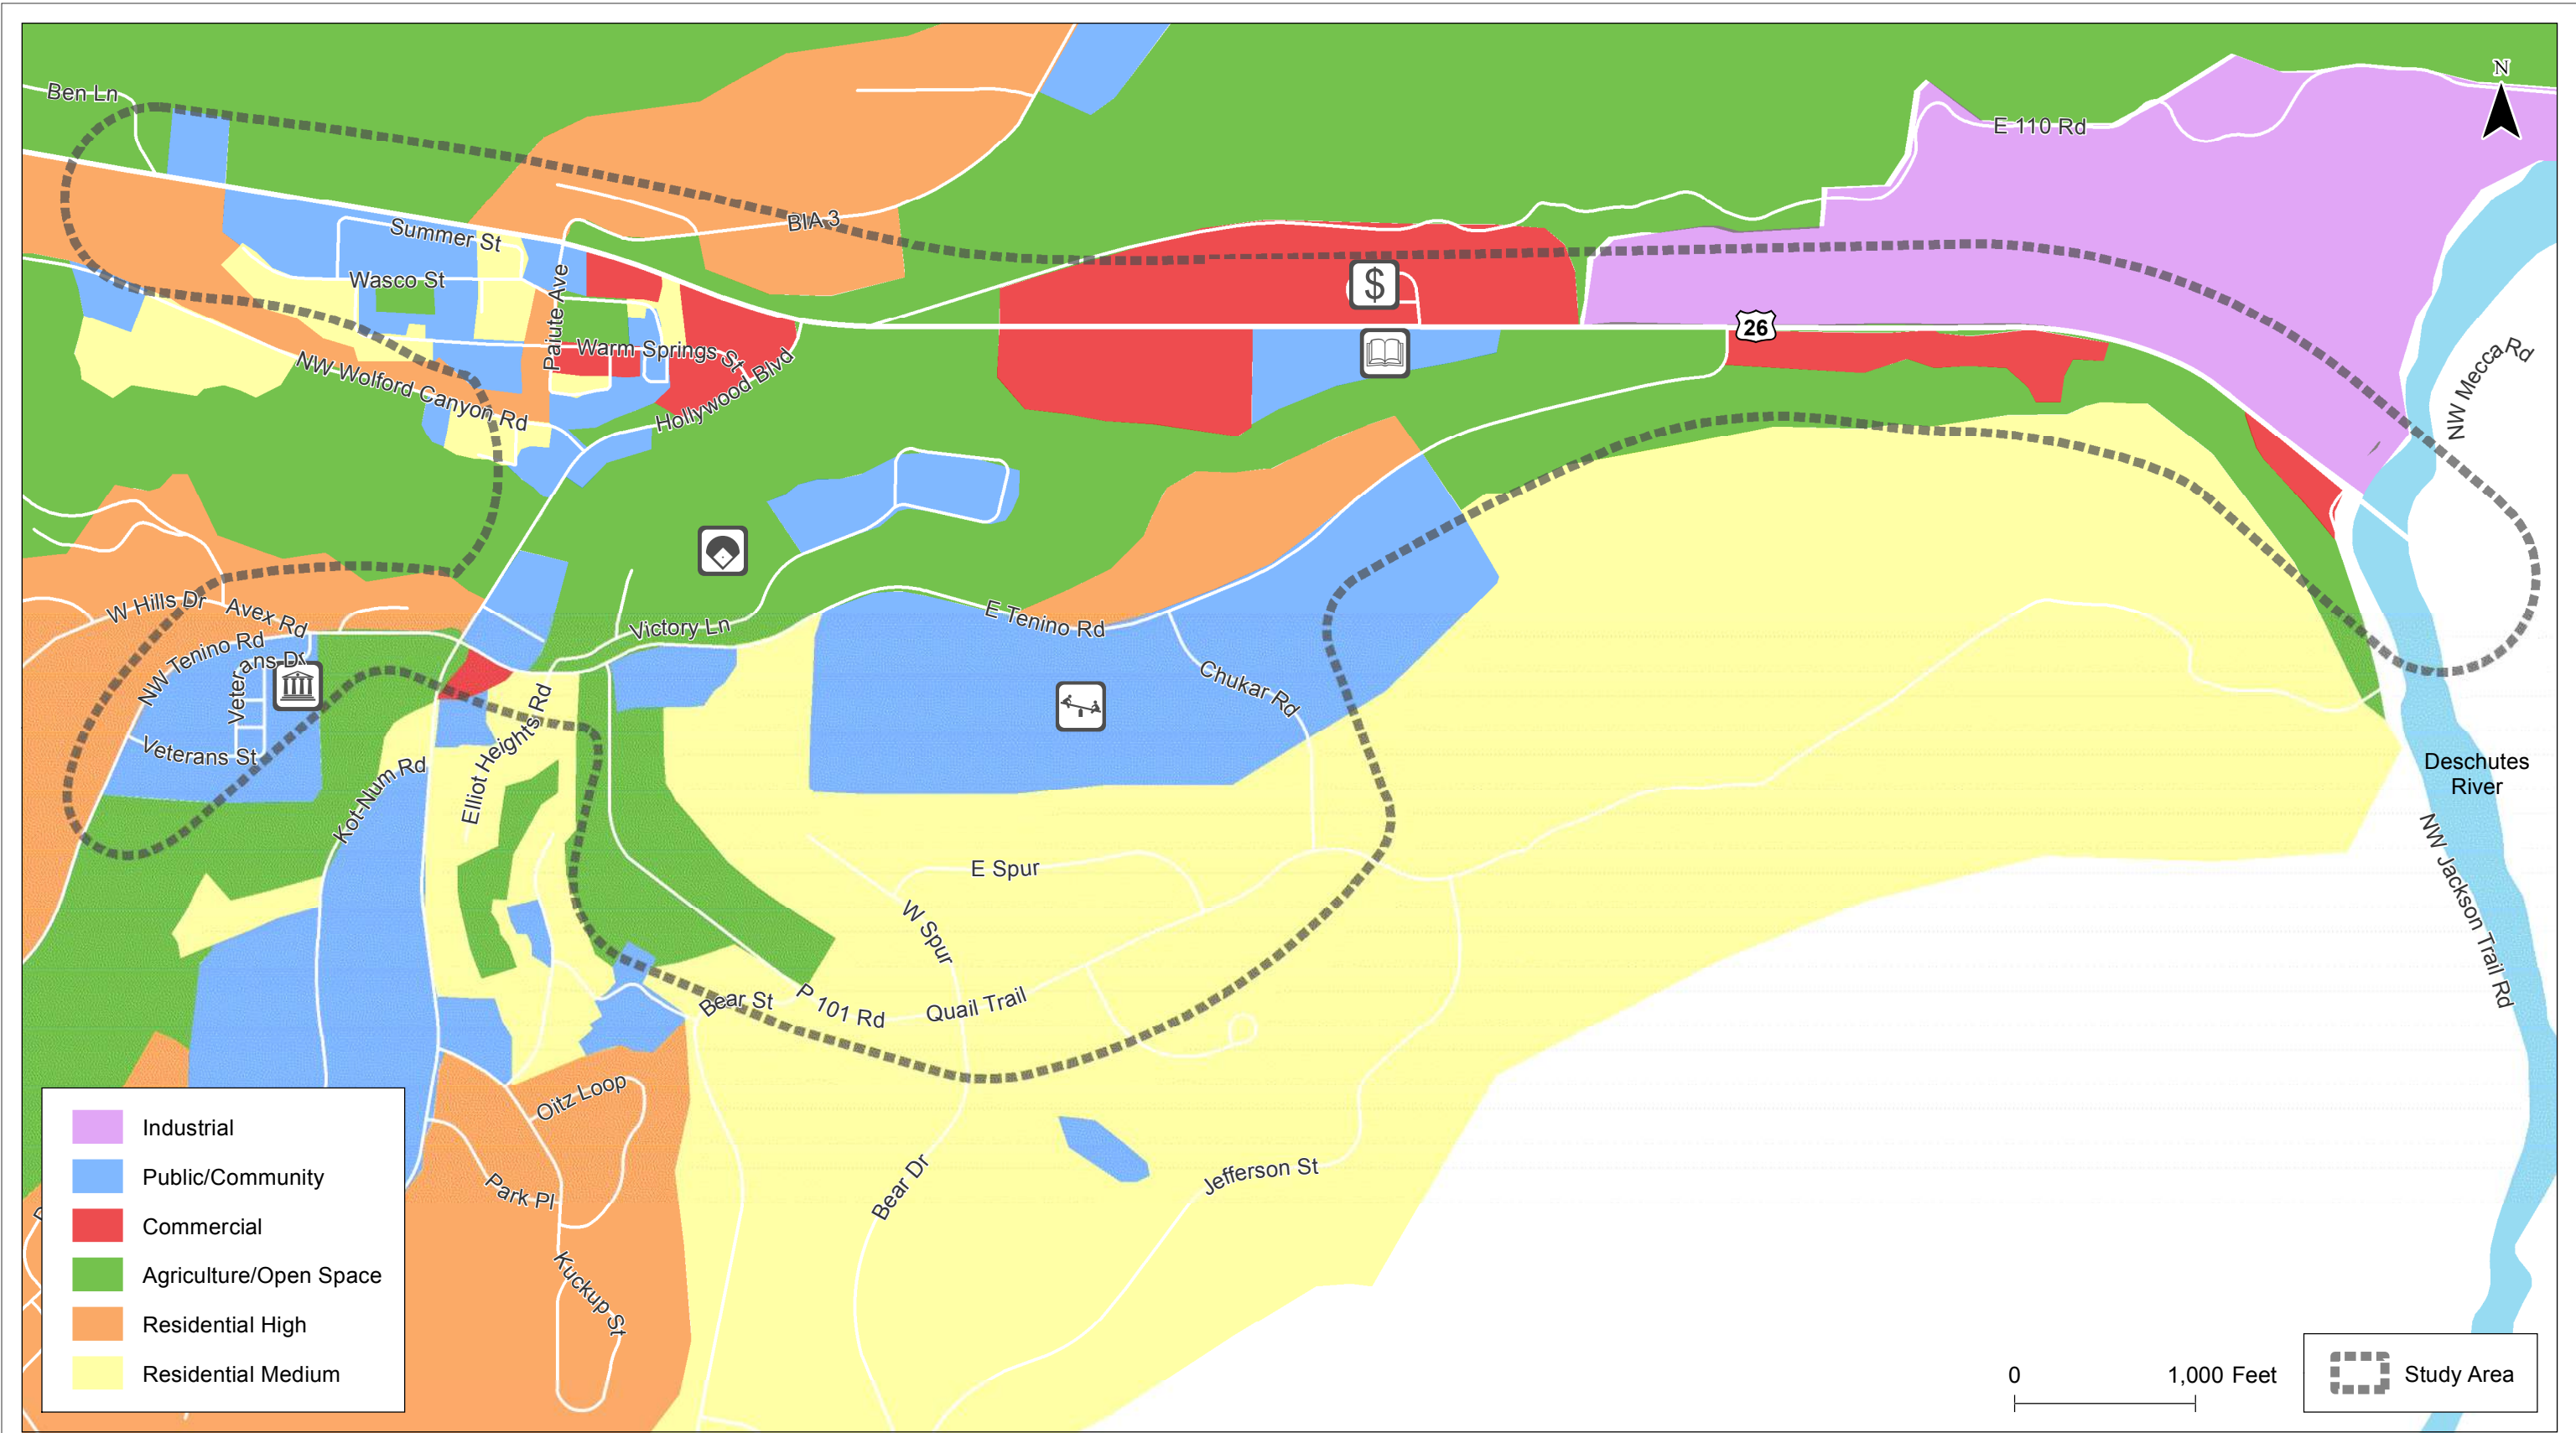 N
Ben Ln
E 110 Rd
BIA 3
Summer St
Wasco St
Paiute Ave
Warm Springs St
Hollywood Blvd
26
NW Mecca Rd
NW Wolford Canyon Rd
$
W Hills Dr
Avex Rd
NW Tenino Rd
Veterans Dr
Veterans St
Victory Ln
E Tenino Rd
Chukar Rd
Kot-Num Rd
Elliot Heights Rd
Deschutes
River
NW Jackson Trail Rd
E Spur
W Spur
Bear St
P 101 Rd
Quail Trail
Oitz Loop
Park Pl
Kuckup St
Bear Dr
Jefferson St
Industrial
Public/Community
Commercial
Agriculture/Open Space
Residential High
Residential Medium
0 1,000 Feet
Study Area